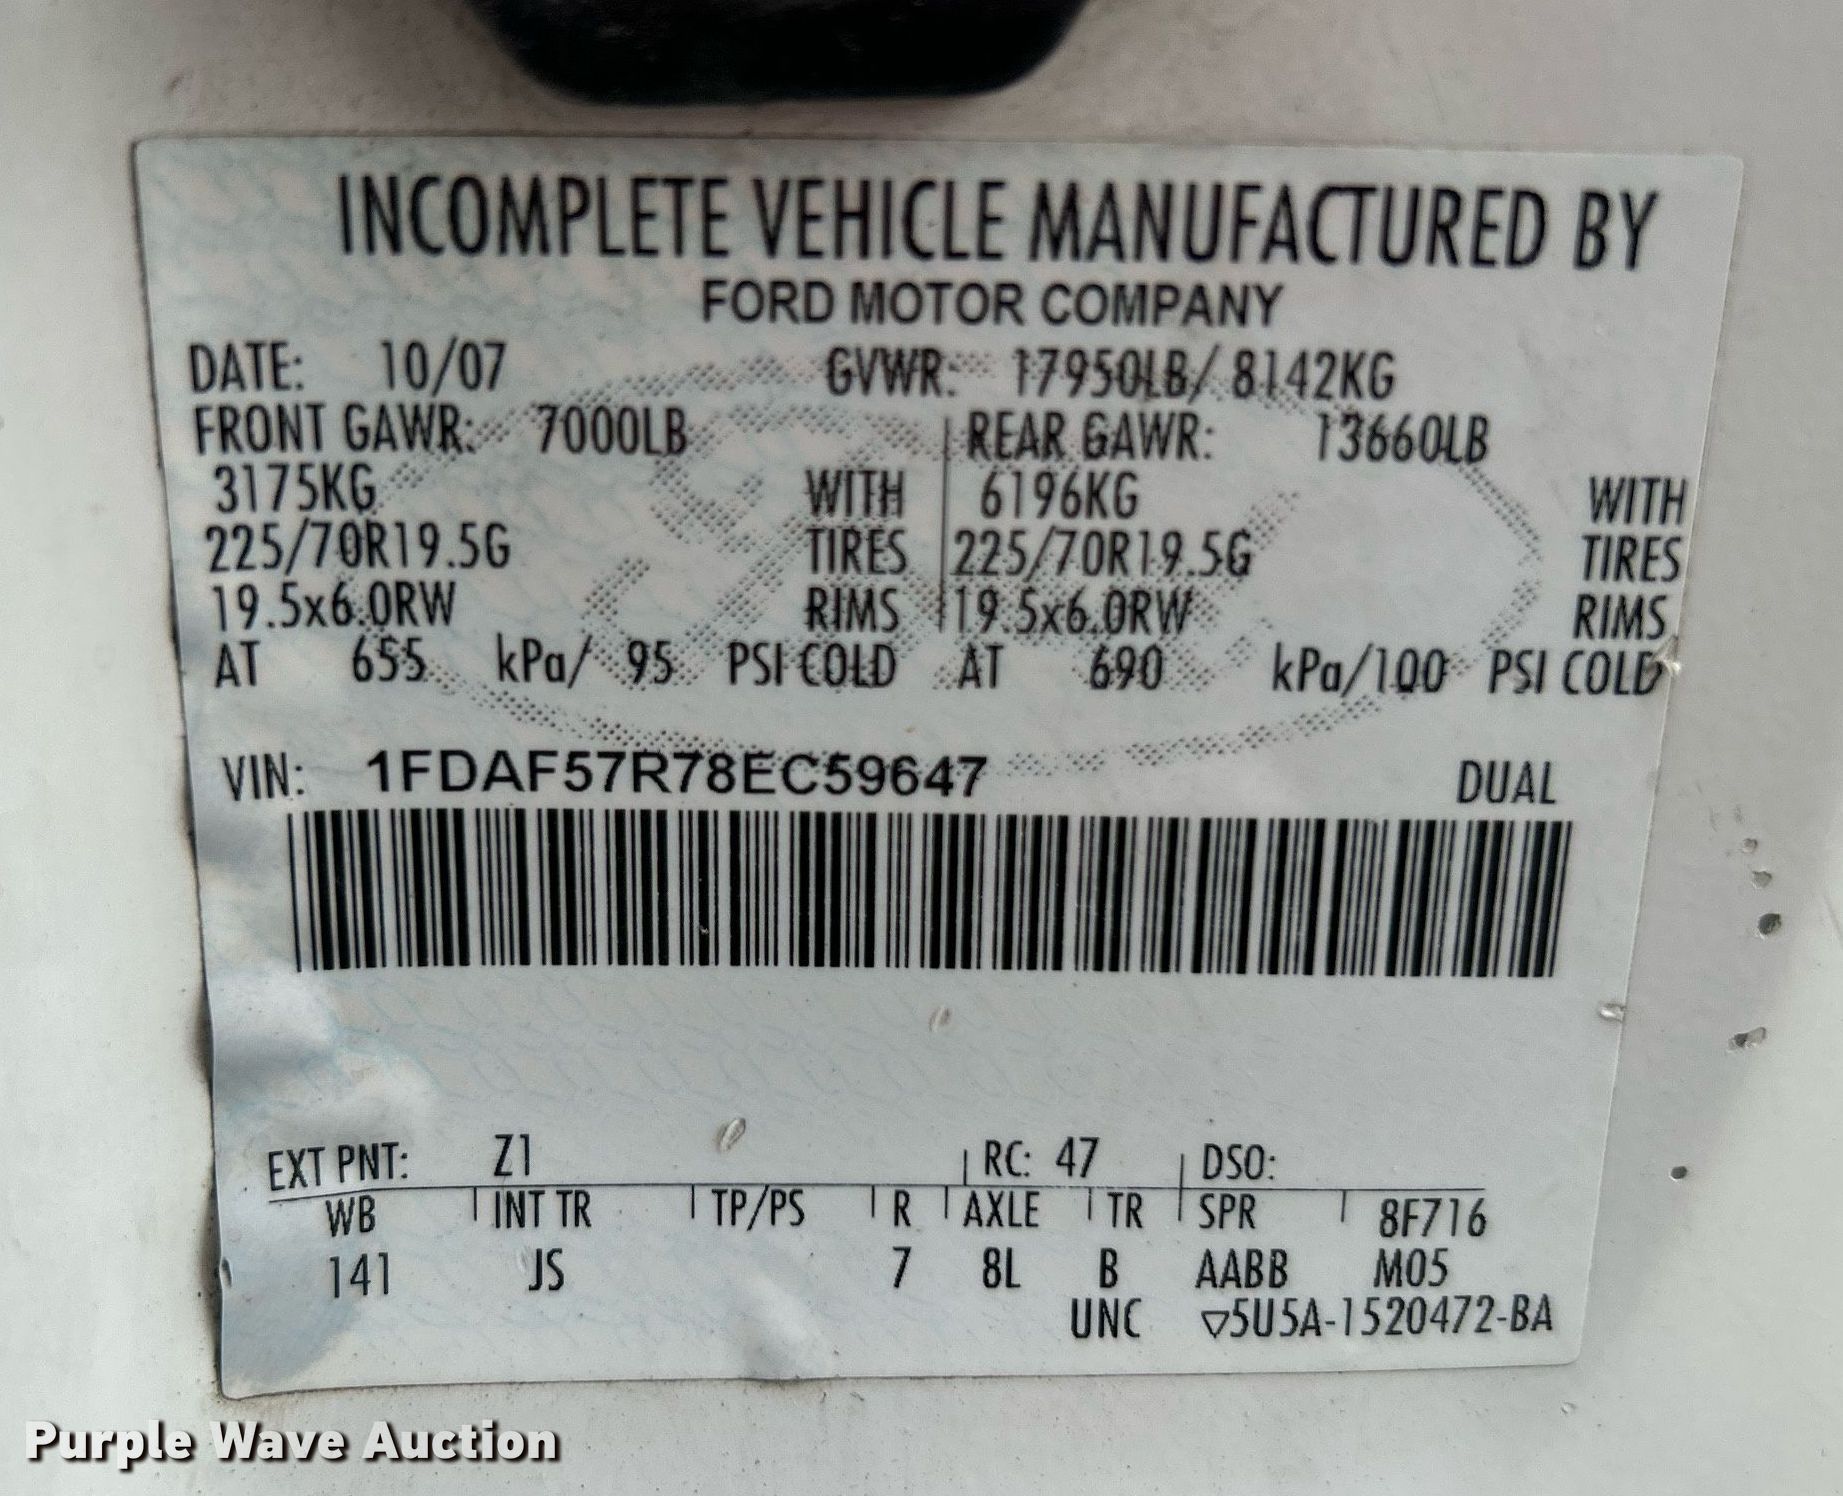 INCOMPLETE VEHICLE MANUFACTURED BY
FORD MOTOR COMPANY
DATE: 10/07 GVWR: 17950LB/ 8142KG
FRONT GAWR: 7000LB REAR GAWR: 13660LB
3175KG WITH 6196KG WITH
225/70R19.5G TIRES 225/70R19.5G TIRES
19.5x6.0RW RIMS 19.5x6.0RW RIMS
AT 655 kPa/ 95 PSI COLD AT 690 kPa/100 PSI COLD
VIN: 1FDAF57R78EC59647 DUAL
EXT PNT: Z1 RC: 47 DSO:
WB INT TR TP/PS R AXLE TR SPR 8F716
141 JS 7 8L B AABB M05
UNC ▽5U5A-1520472-BA
Purple Wave Auction